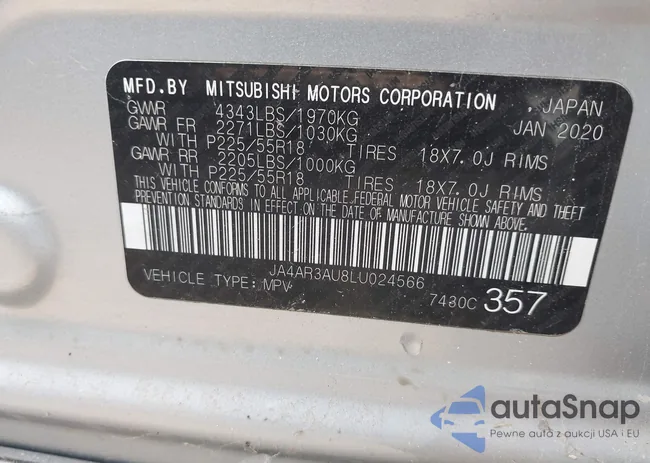 MFD.BY MITSUBISHI MOTORS CORPORATION . JAPAN
GVWR 4343LBS/1970KG JAN 2020
GAWR FR 2271LBS/1030KG
WITH P225/55R18 TIRES 18X7.0J RIMS
GAWR RR 2205LBS/1000KG
WITH P225/55R18 TIRES 18X7.0J RIMS
THIS VEHICLE CONFORMS TO ALL APPLICABLE FEDERAL MOTOR VEHICLE SAFETY AND THEFT
PREVENTION STANDARDS IN EFFECT ON THE DATE OF MANUFACTURE SHOWN ABOVE.
JA4AR3AU8LU024566
VEHICLE TYPE:MPV 7430C 357
autaSnap
Pewne auta z aukcji USA i EU